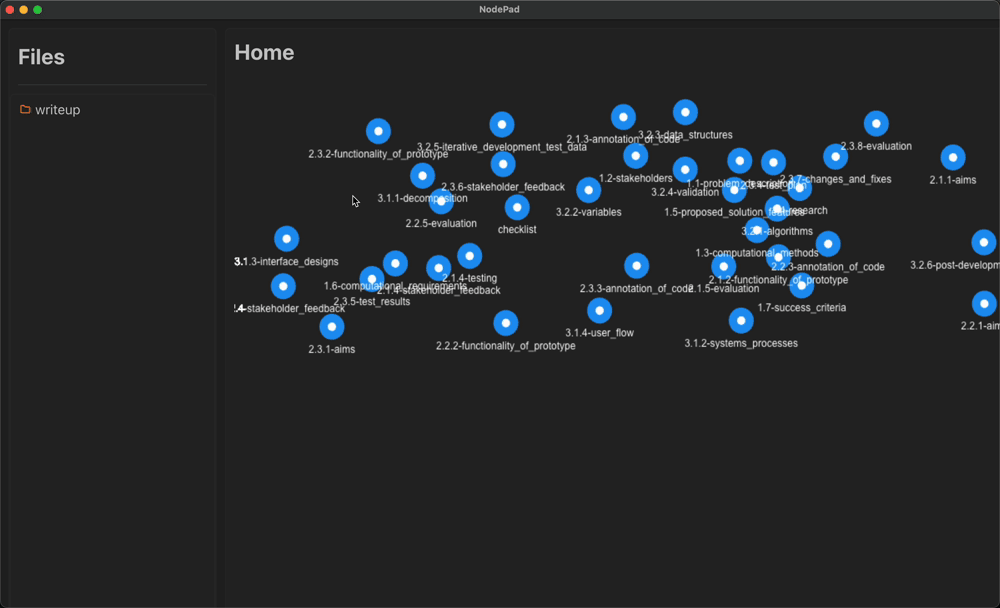 NodePad
Files
Home
writeup
2.3.2-functionality_of_prototype
3.2.5-iterative_development_test_data
2.1.3-annotation_of_code
3.2.3-data_structures
2.3.8-evaluation
3.1.1-decomposition
2.3.6-stakeholder_feedback
1.2-stakeholders
3.2.4-validation
1.1-problem_description
2.3.7-changes_and_fixes
2.1.1-aims
2.2.5-evaluation
checklist
3.2.2-variables
1.5-proposed_solution_features
research
algorithms
3.1.3-interface_designs
1.6-computational_requirements
2.1.4-testing
2.1.4-stakeholder_feedback
2.3.5-test_results
1.3-computational_methods
2.2.3-annotation_of_code
3.2.6-post-developm
2.3.3-annotation_of_code
2.1.5-evaluation
2.1.2-functionality_of_prototype
1.7-success_criteria
4-stakeholder_feedback
2.3.1-aims
2.2.2-functionality_of_prototype
3.1.4-user_flow
3.1.2-systems_processes
2.2.1-aim